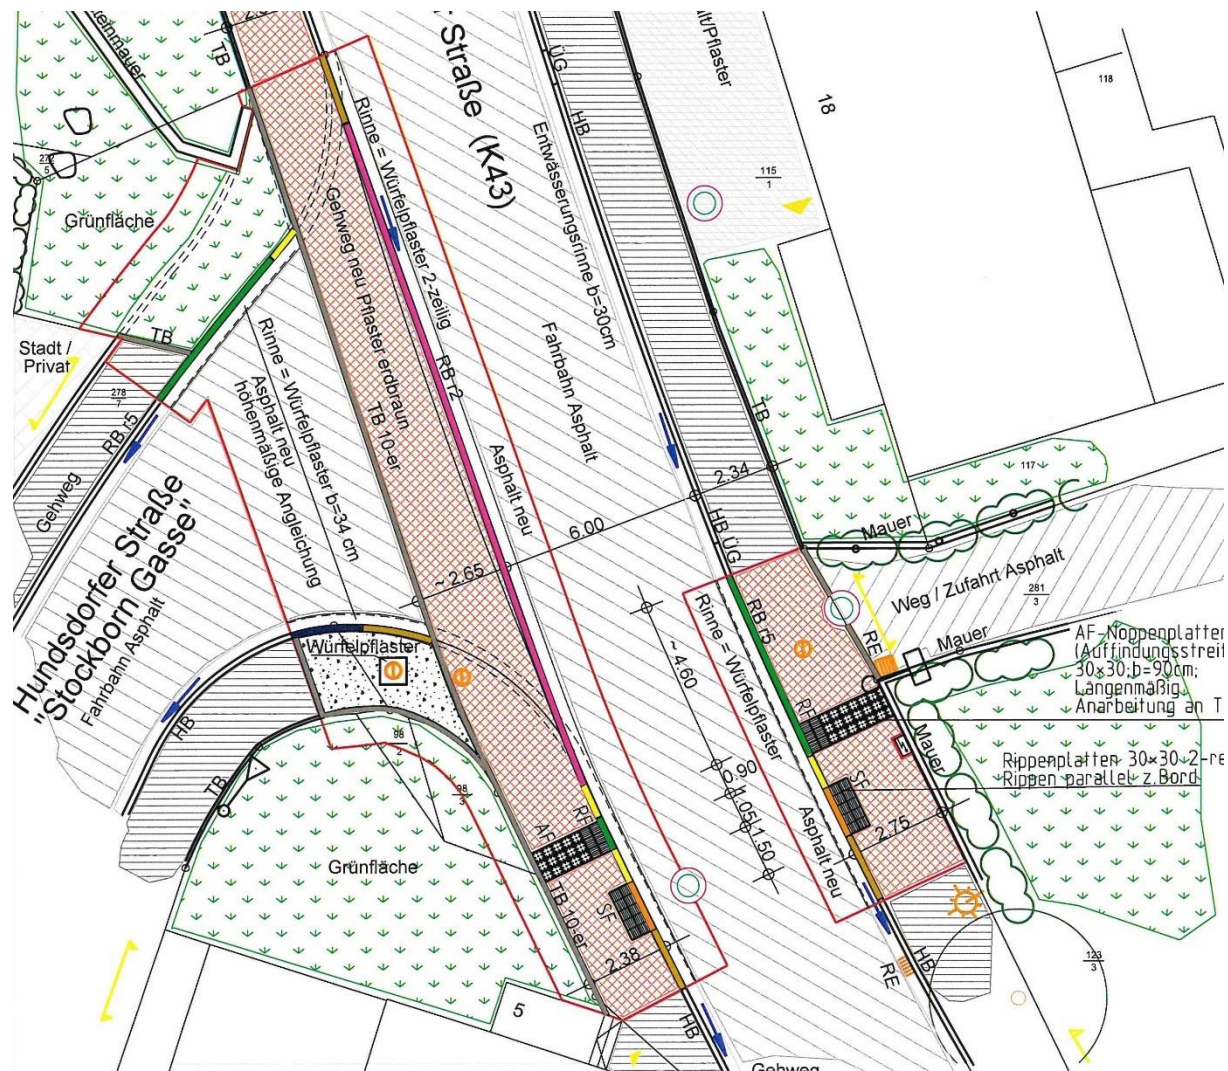 TB
TB
Straße (K43)
ÜG
HB
lt/Pflaster
18
118
115
1
272
5
Grünfläche
Rinne = Würfelpflaster 2-zeilig
Entwässerungsrinne b=30cm
Gehweg neu Pflaster erdbraun
TB 10-er
RB r2
Fahrbahn Asphalt
Asphalt neu
TB
Stadt /
Privat
278
7
RB r5
Gehweg
Rinne = Würfelpflaster b=34 cm
Asphalt neu
höhenmäßige Angleichung
Hundsdorfer Straße
"Stockborn Gasse"
Fahrbahn Asphalt
2.34
6.00
~ 2.65
HB ÜG
117
Mauer
Weg / Zufahrt Asphalt
281
3
Mauer
RE
Rinne = Würfelpflaster
RB r5
~ 4.60
0.90
1.05
1.50
Asphalt neu
AF-Noppenplatten
(Auffindungsstreif
30x30;b=90cm;
Längenmäßig
Anarbeitung an T
Mauer
Rippenplatten 30x30 2-re
Rippen parallel z.Bord
SF
2.75
Würfelpflaster
HB
TB
96
2
98
3
Grünfläche
AF
TB 10-er
SF
2.38
5
HB
RE
HB
123
3
Gehweg